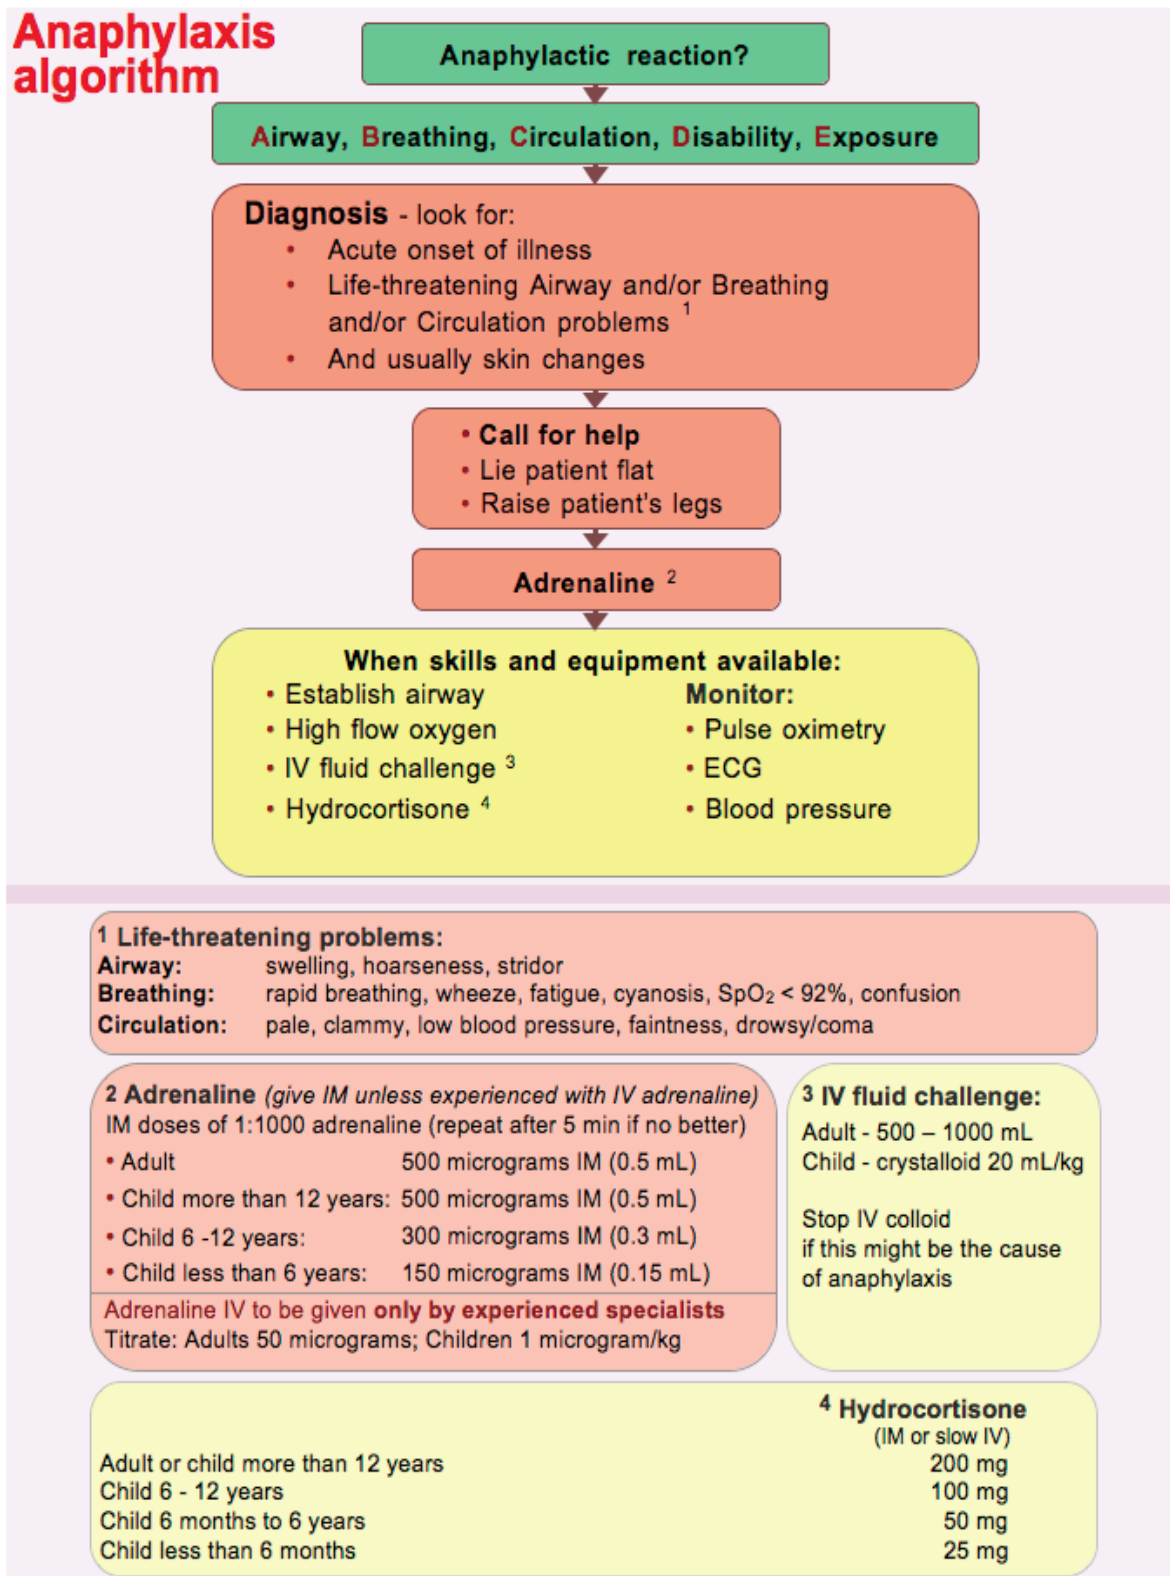 Anaphylaxis
algorithm
Anaphylactic reaction?
Airway, Breathing, Circulation, Disability, Exposure
Diagnosis - look for:
• Acute onset of illness
• Life-threatening Airway and/or Breathing
and/or Circulation problems 1
• And usually skin changes
• Call for help
• Lie patient flat
• Raise patient's legs
Adrenaline 2
When skills and equipment available:
• Establish airway
• High flow oxygen
• IV fluid challenge 3
• Hydrocortisone 4
Monitor:
• Pulse oximetry
• ECG
• Blood pressure
1 Life-threatening problems:
Airway: swelling, hoarseness, stridor
Breathing: rapid breathing, wheeze, fatigue, cyanosis, SpO2 < 92%, confusion
Circulation: pale, clammy, low blood pressure, faintness, drowsy/coma
2 Adrenaline (give IM unless experienced with IV adrenaline)
IM doses of 1:1000 adrenaline (repeat after 5 min if no better)
• Adult 500 micrograms IM (0.5 mL)
• Child more than 12 years: 500 micrograms IM (0.5 mL)
• Child 6 -12 years: 300 micrograms IM (0.3 mL)
• Child less than 6 years: 150 micrograms IM (0.15 mL)
Adrenaline IV to be given only by experienced specialists
Titrate: Adults 50 micrograms; Children 1 microgram/kg
3 IV fluid challenge:
Adult - 500 – 1000 mL
Child - crystalloid 20 mL/kg
Stop IV colloid
if this might be the cause
of anaphylaxis
4 Hydrocortisone
(IM or slow IV)
Adult or child more than 12 years 200 mg
Child 6 - 12 years 100 mg
Child 6 months to 6 years 50 mg
Child less than 6 months 25 mg